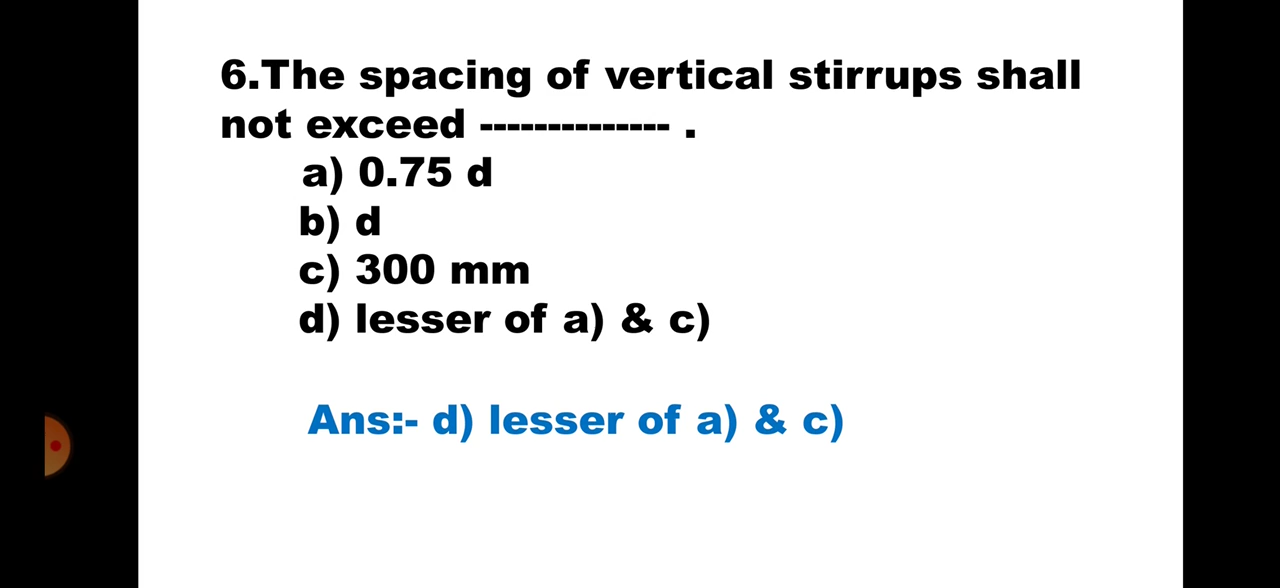 6.The spacing of vertical stirrups shall
not exceed -------------- .
a) 0.75 d
b) d
c) 300 mm
d) lesser of a) & c)
Ans:- d) lesser of a) & c)